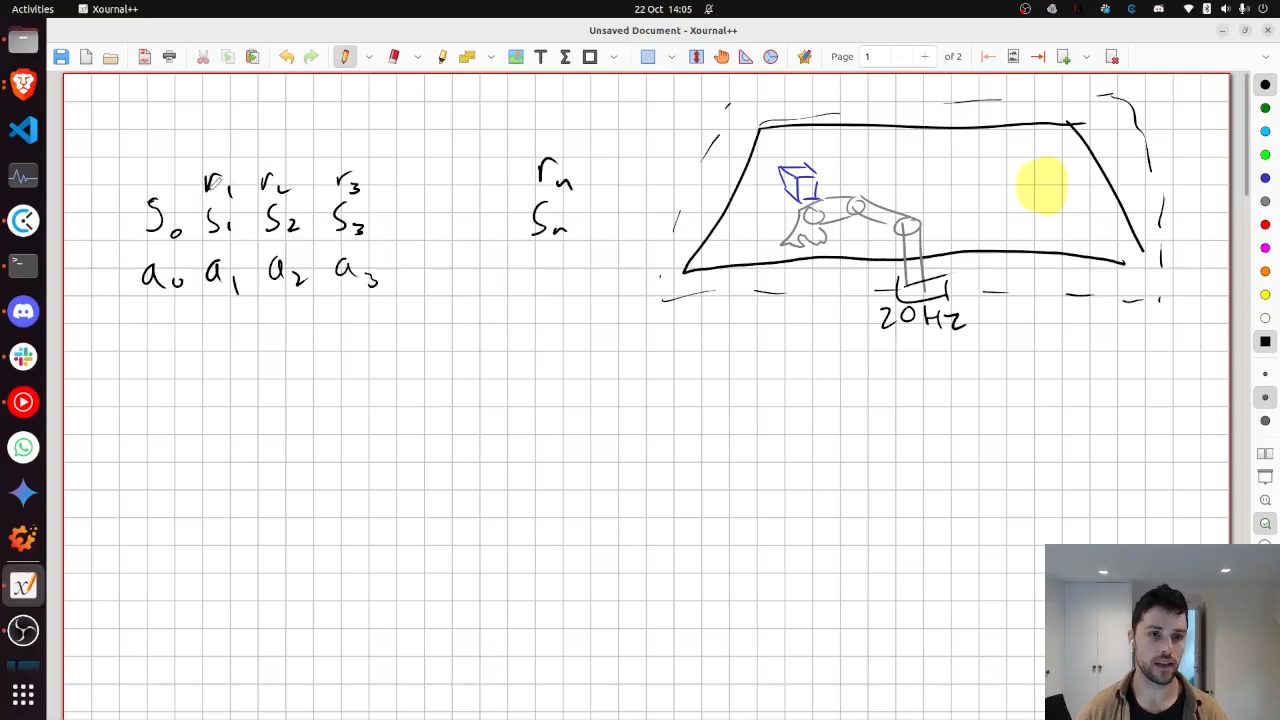 Activities
Xournal++
22 Oct 14:05
Unsaved Document - Xournal++
Page 1 of 2
r₁ r₂ r₃ rₙ
S₀ S₁ S₂ S₃ Sₙ
a₀ a₁ a₂ a₃
20Hz